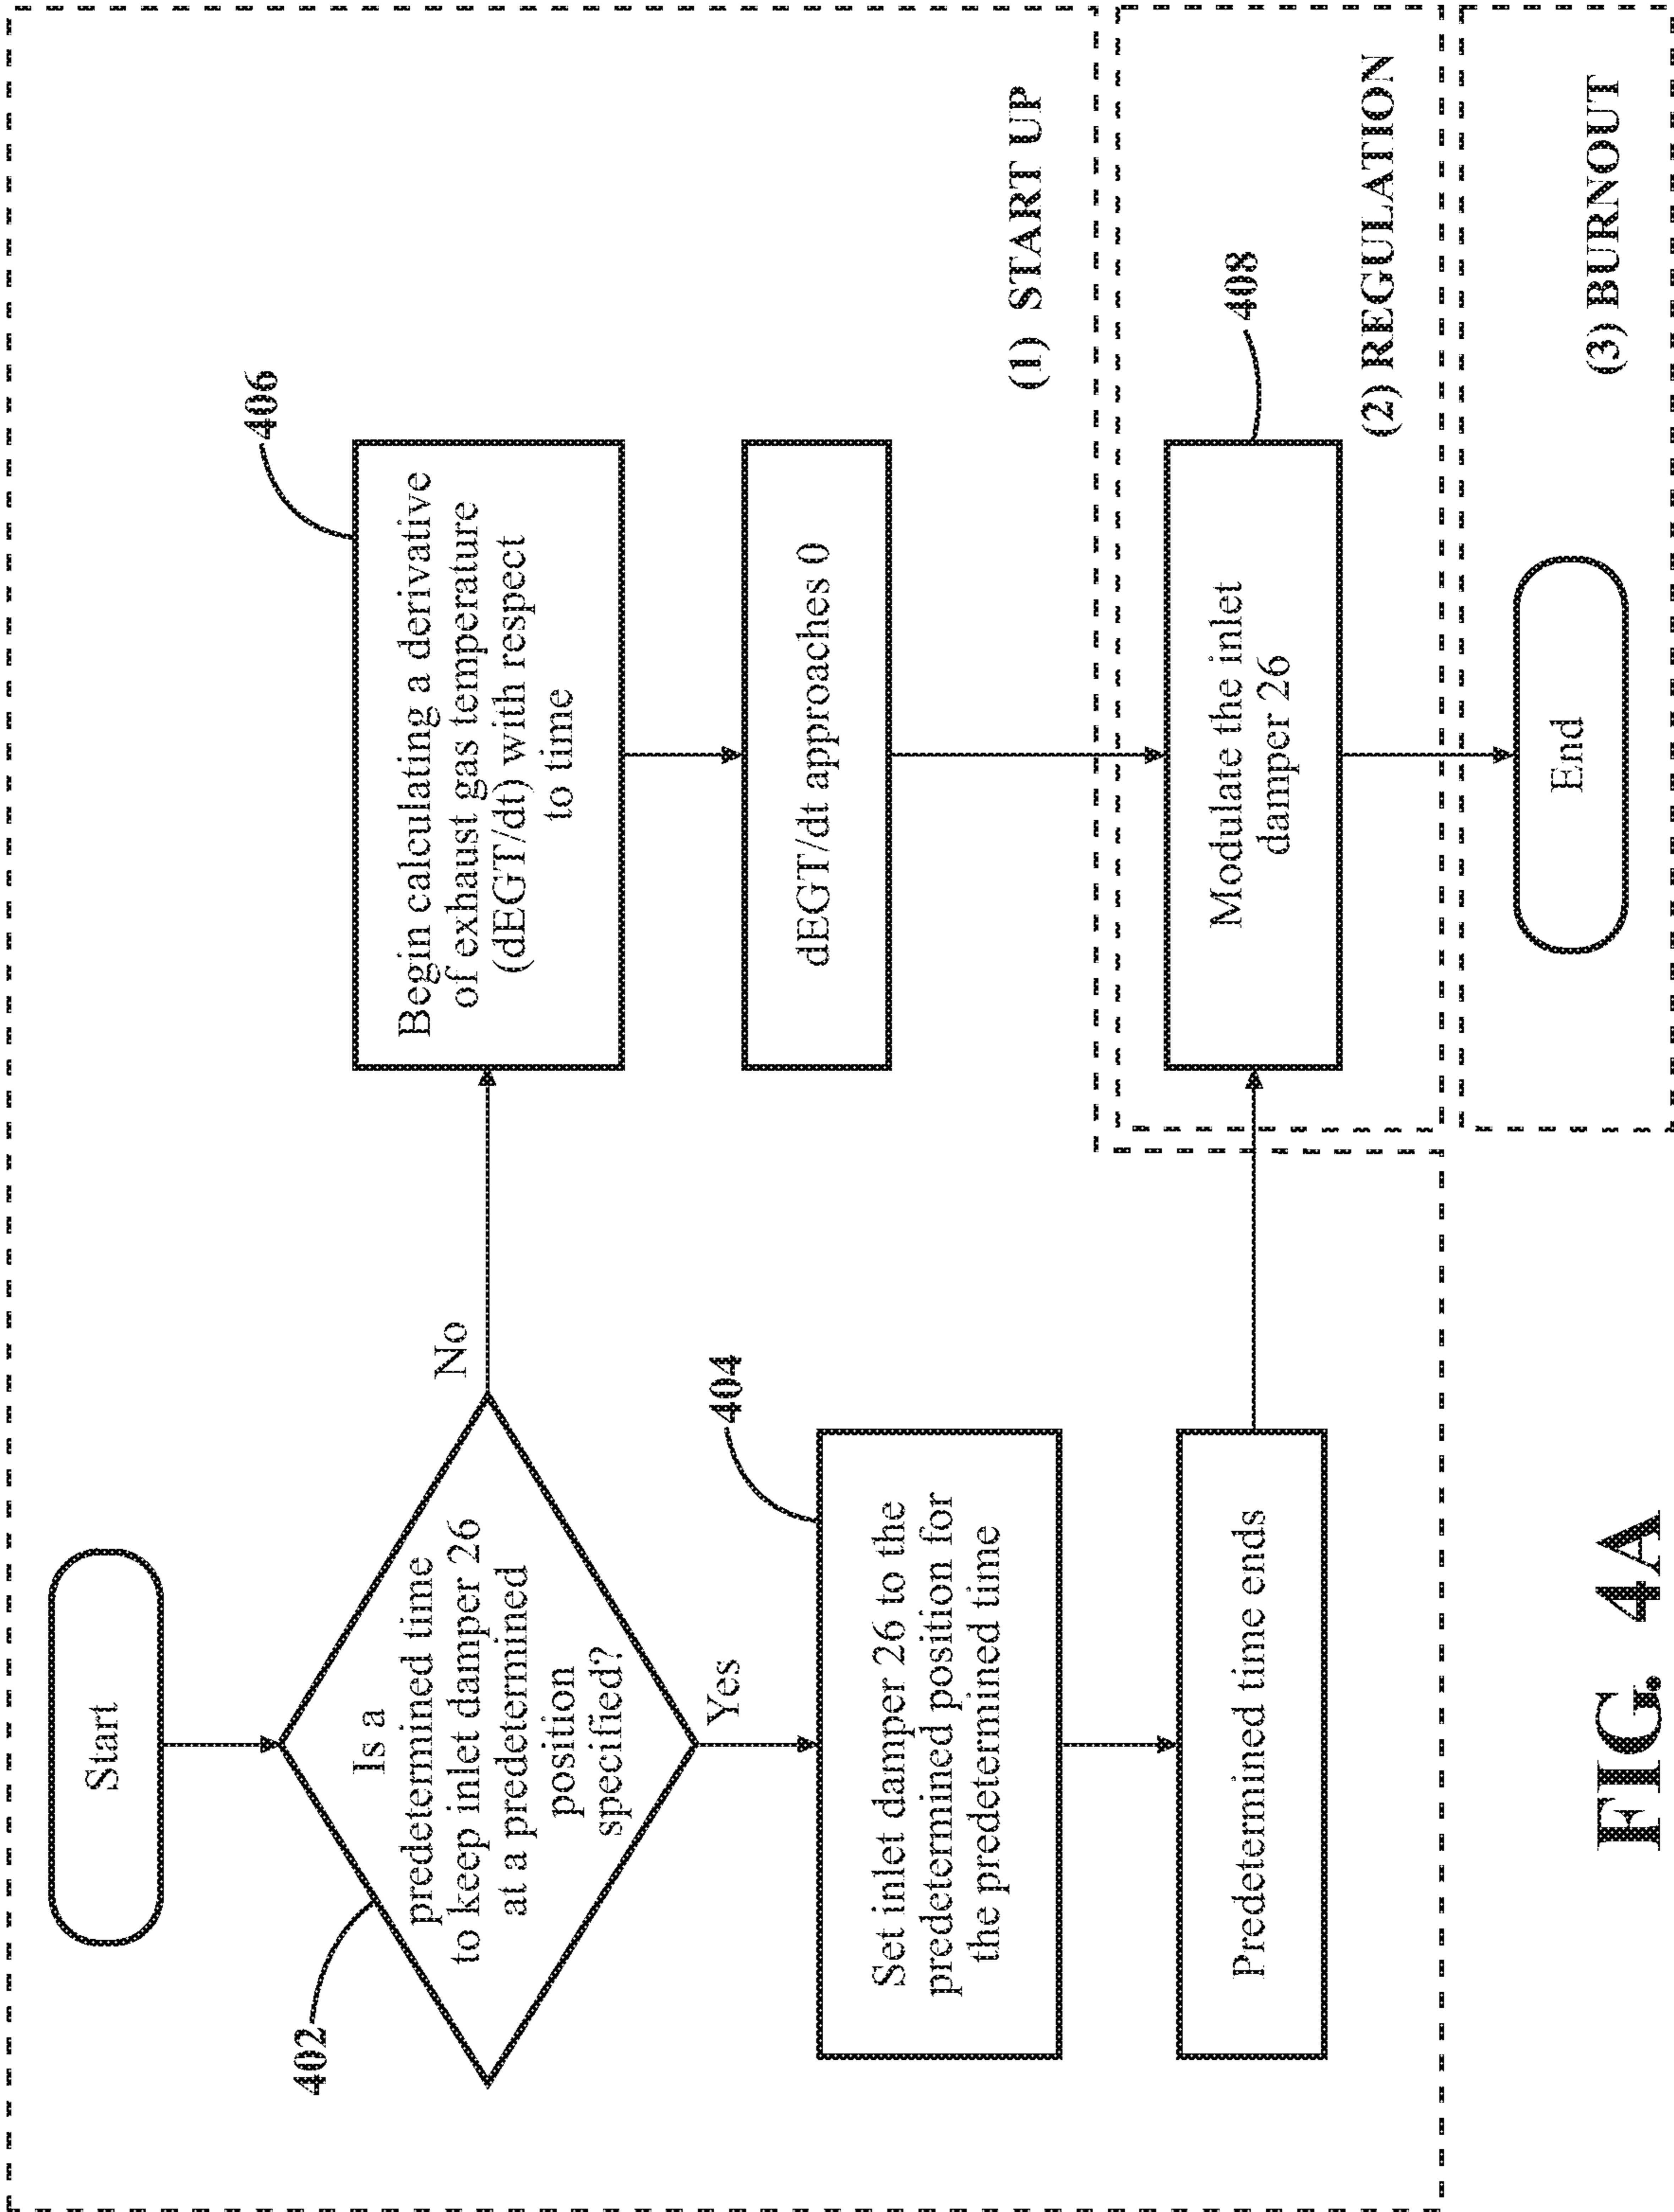 Start
402
Is a
predetermined time
to keep inlet damper 26
at a predetermined
position
specified?
No
Yes
404
Set inlet damper 26 to the
predetermined position for
the predetermined time
Predetermined time ends
406
Begin calculating a derivative
of exhaust gas temperature
(dEGT/dt) with respect
to time
dEGT/dt approaches 0
(1) START UP
408
Modulate the inlet
damper 26
(2) REGULATION
End
(3) BURNOUT
FIG. 4A